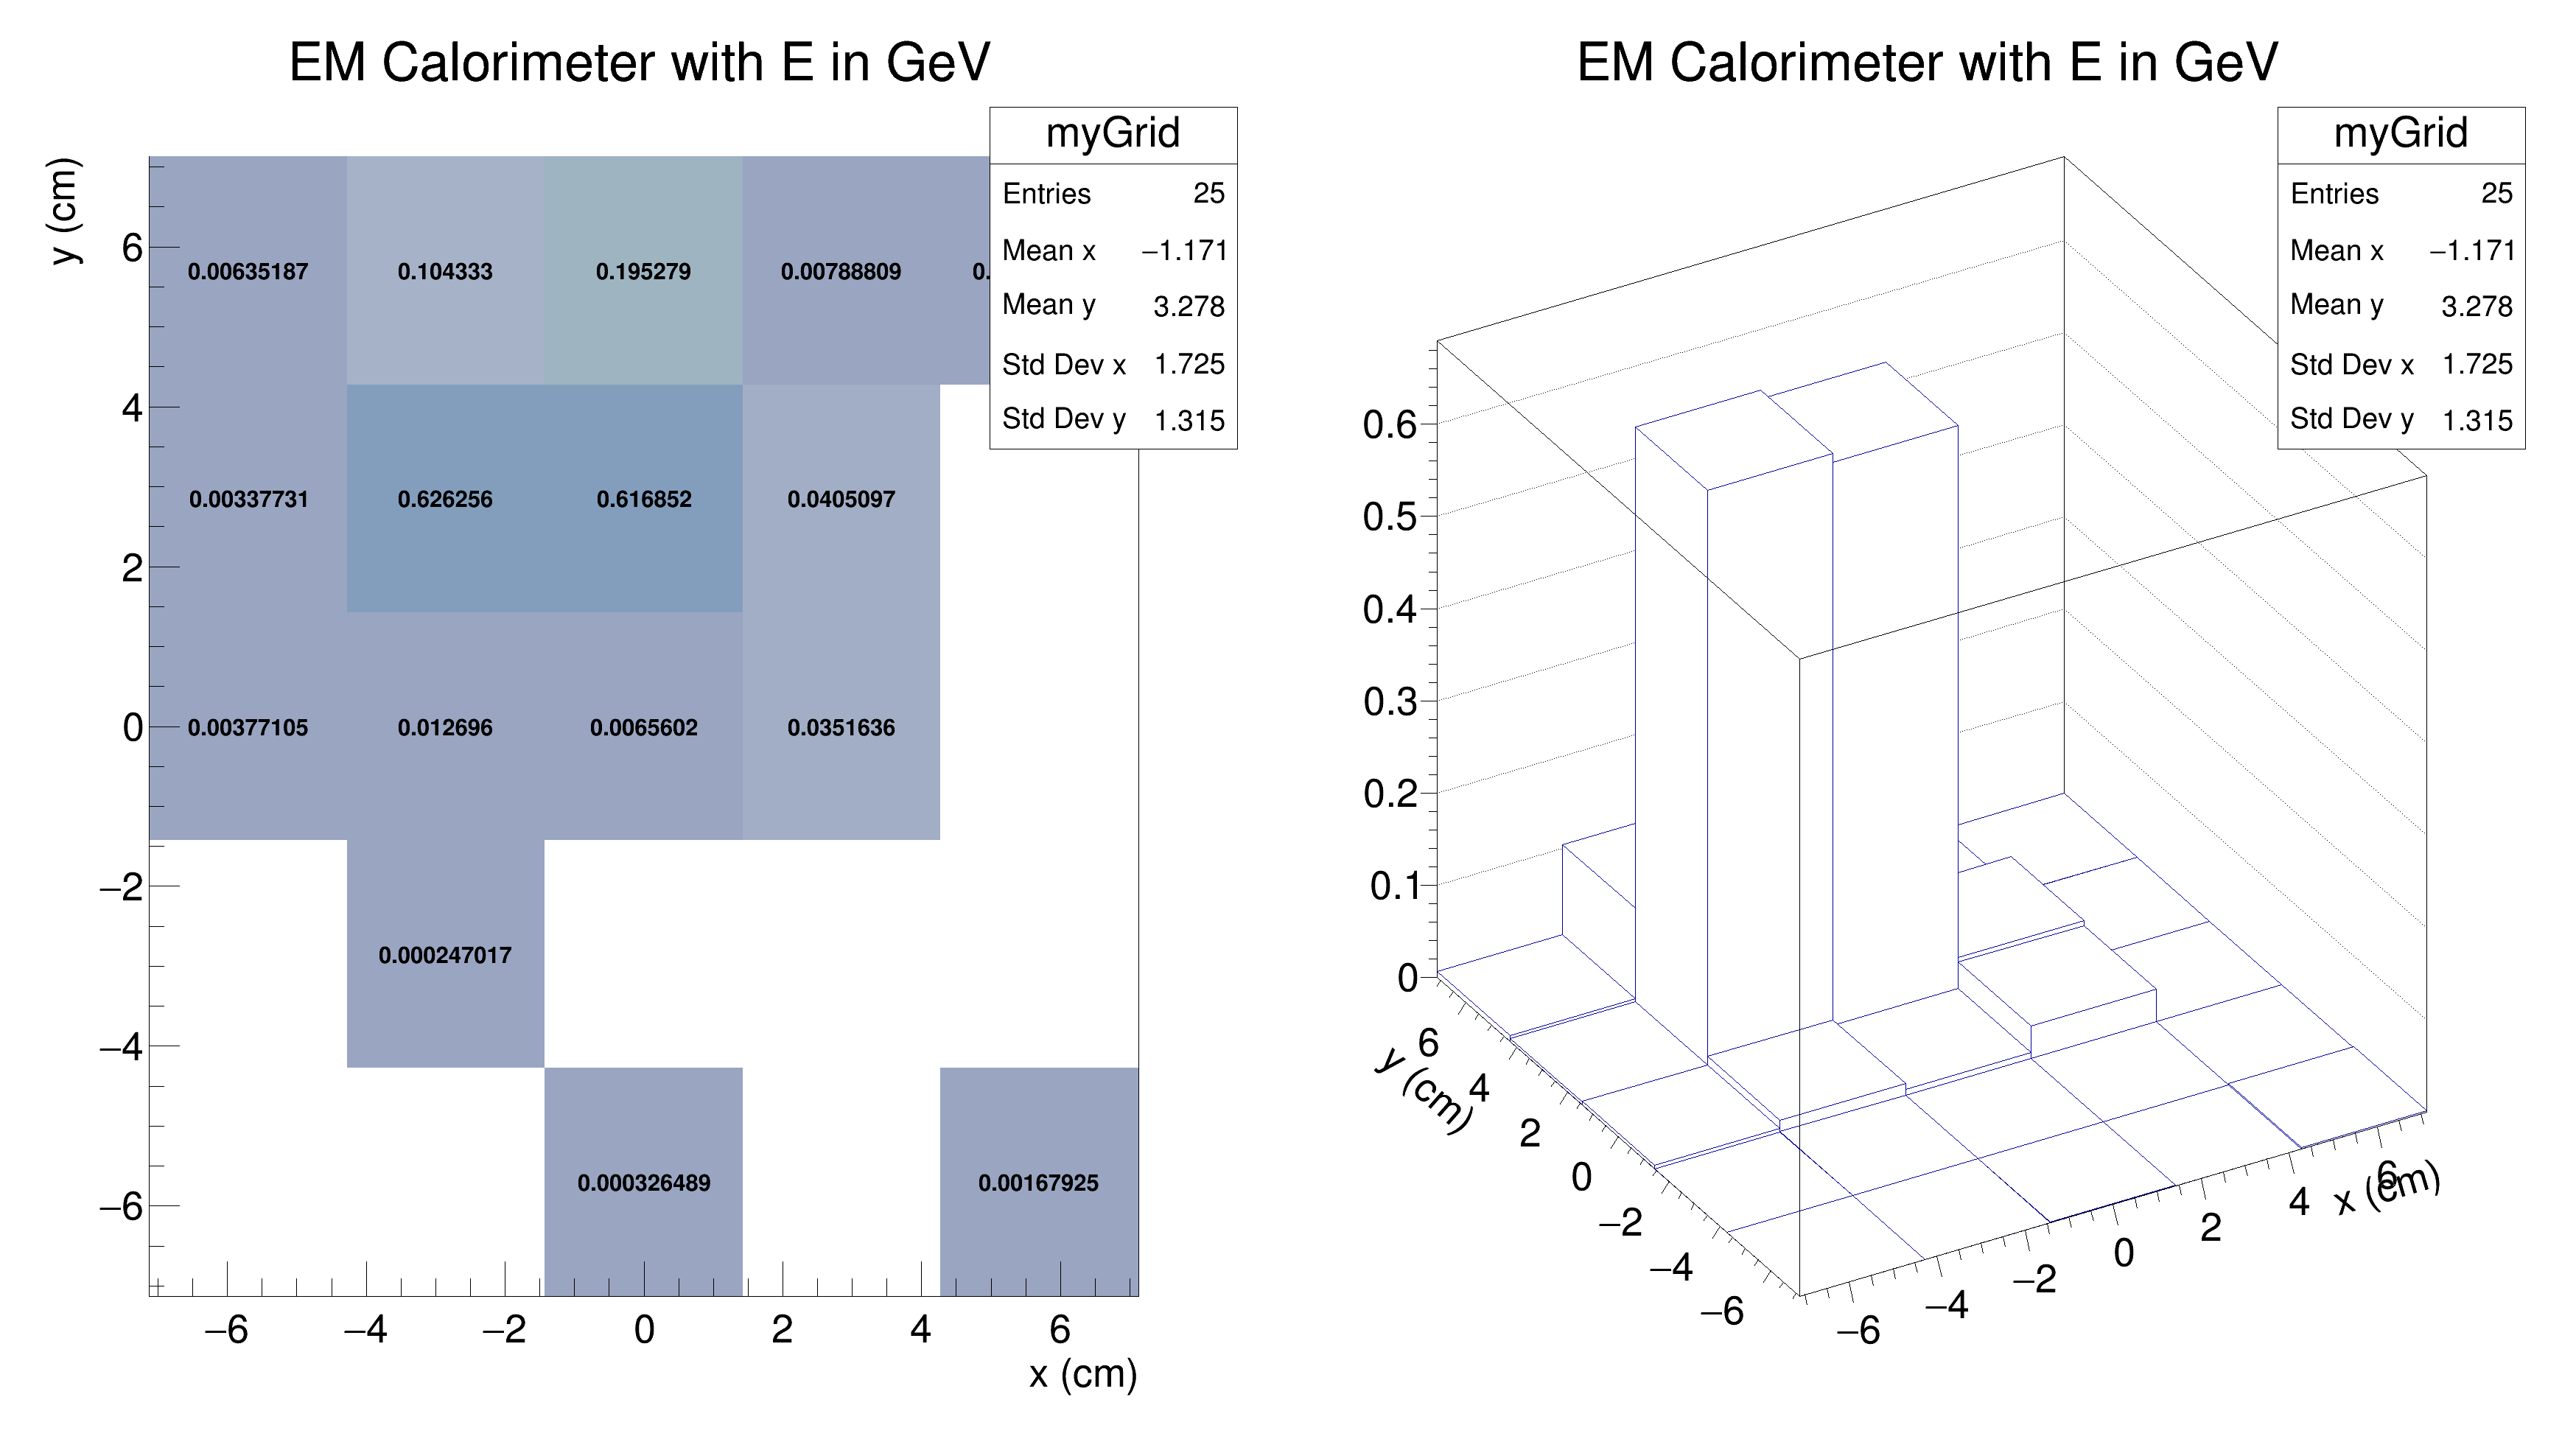 EM Calorimeter with E in GeV
myGrid
Entries 25
Mean x −1.171
Mean y 3.278
Std Dev x 1.725
Std Dev y 1.315
y (cm)
6
4
2
0
−2
−4
−6
0.00635187 0.104333 0.195279 0.00788809 0.
0.00337731 0.626256 0.616852 0.0405097
0.00377105 0.012696 0.0065602 0.0351636
0.000247017
0.000326489 0.00167925
−6 −4 −2 0 2 4 6
x (cm)
EM Calorimeter with E in GeV
myGrid
Entries 25
Mean x −1.171
Mean y 3.278
Std Dev x 1.725
Std Dev y 1.315
0.6
0.5
0.4
0.3
0.2
0.1
0
6
4
2
0
−2
−4
−6
y (cm)
−6 −4 −2 0 2 4 6
x (cm)